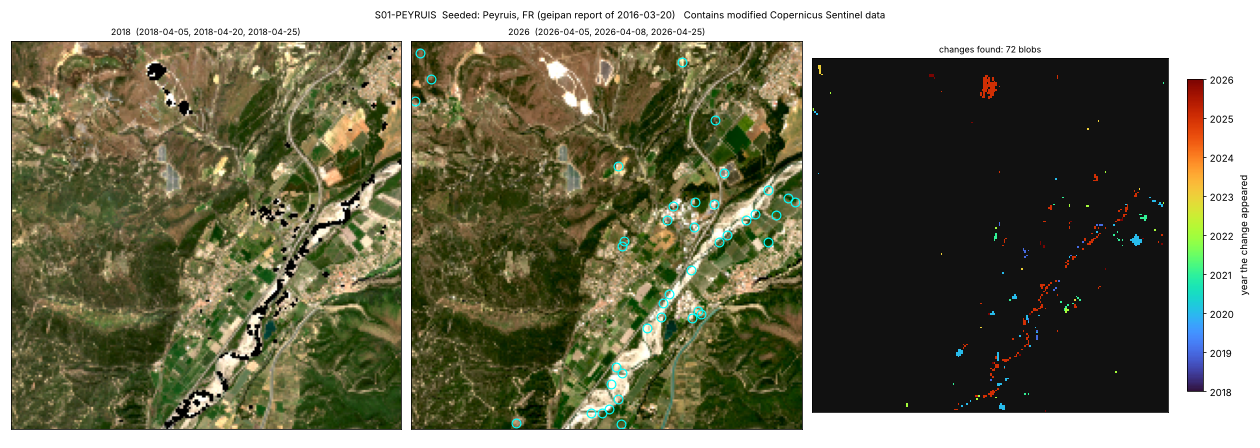 S01-PEYRUIS  Seeded: Peyruis, FR (geipan report of 2016-03-20)   Contains modified Copernicus Sentinel data
2018  (2018-04-05, 2018-04-20, 2018-04-25)
2026  (2026-04-05, 2026-04-08, 2026-04-25)
changes found: 72 blobs
2026
2025
2024
2023
2022
2021
2020
2019
2018
year the change appeared